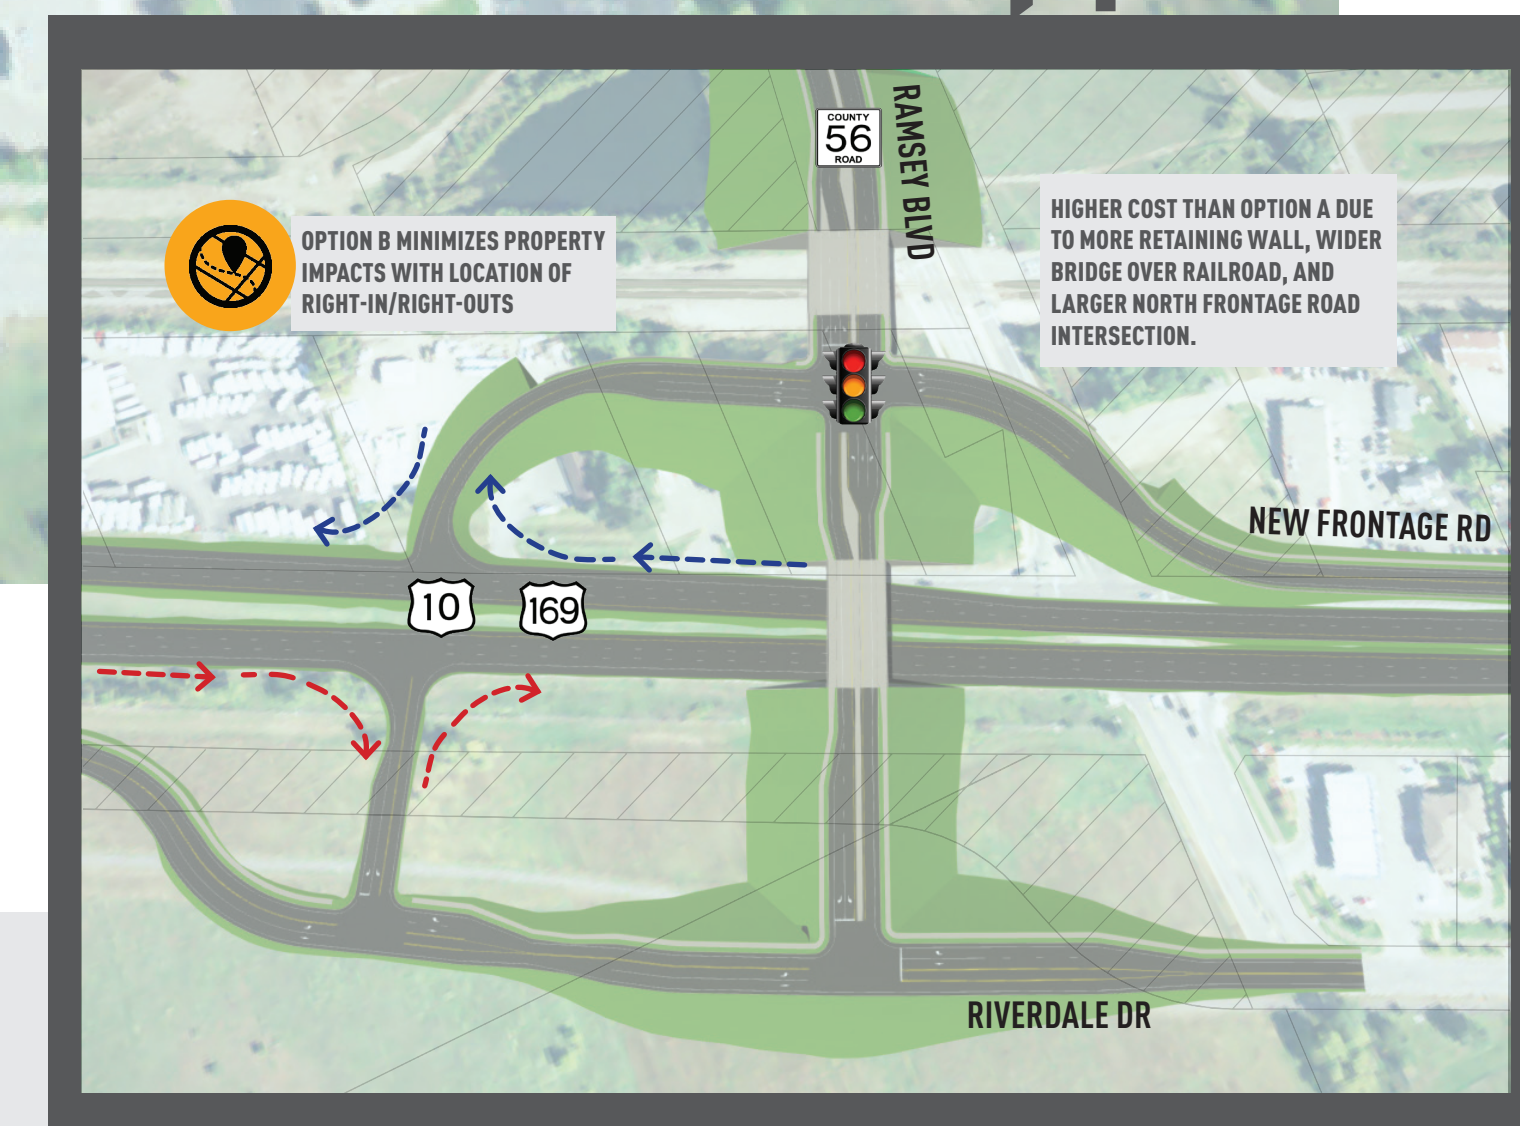 COUNTY
56
ROAD
RAMSEY BLVD
OPTION B MINIMIZES PROPERTY
IMPACTS WITH LOCATION OF
RIGHT-IN/RIGHT-OUTS
HIGHER COST THAN OPTION A DUE
TO MORE RETAINING WALL, WIDER
BRIDGE OVER RAILROAD, AND
LARGER NORTH FRONTAGE ROAD
INTERSECTION.
NEW FRONTAGE RD
10
169
RIVERDALE DR